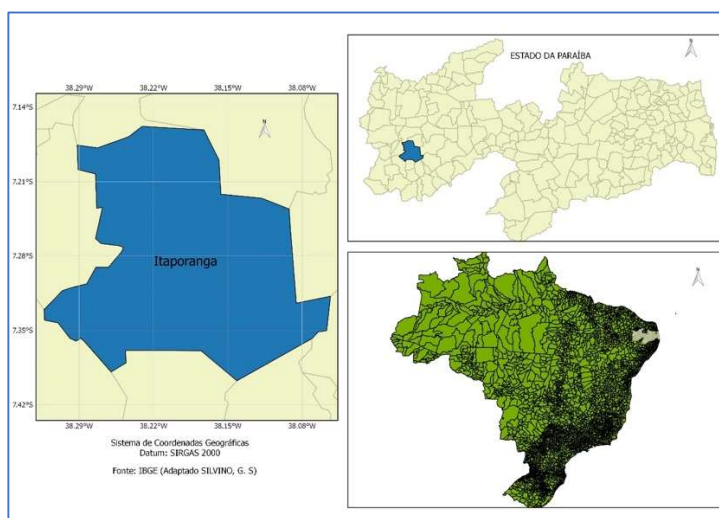 38.29°W 38.22°W 38.15°W 38.08°W
7.14°S
7.21°S
7.28°S
7.35°S
7.42°S
Itaporanga
N
38.29°W 38.22°W 38.15°W 38.08°W
Sistema de Coordenadas Geográficas
Datum: SIRGAS 2000
Fonte: IBGE (Adaptado SILVINO, G. S)
ESTADO DA PARAÍBA